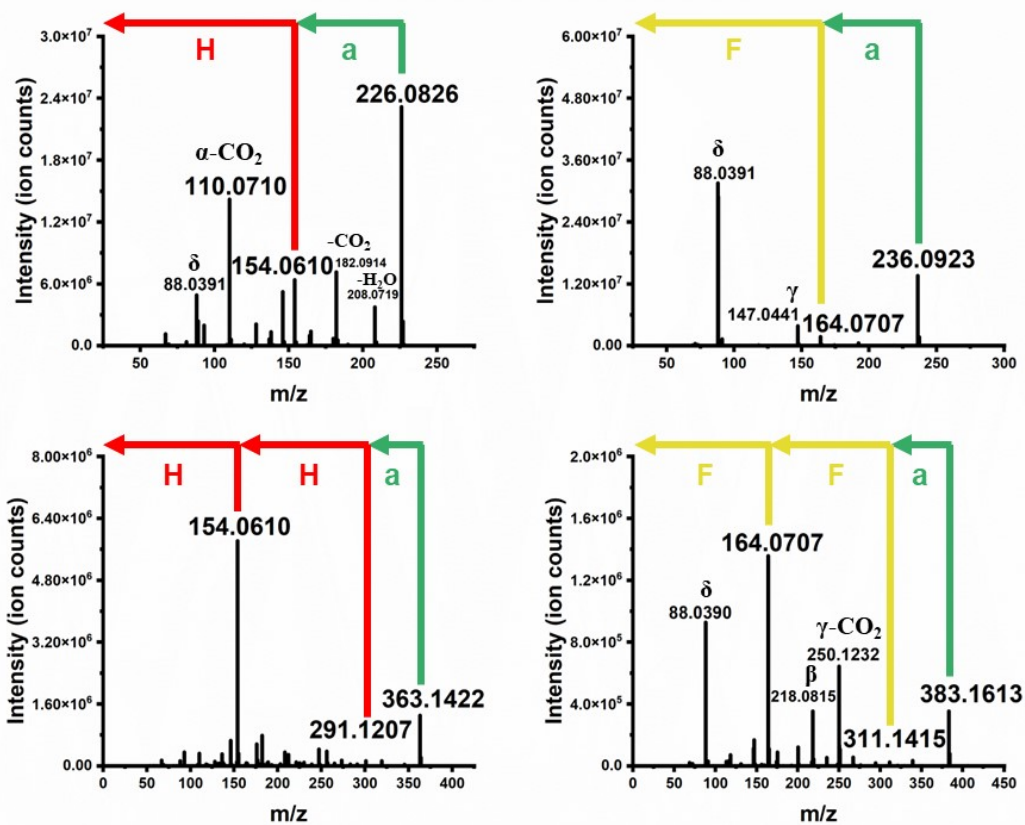 H
a
3.0×10⁷
2.4×10⁷
1.8×10⁷
1.2×10⁷
6.0×10⁶
0.00
Intensity (ion counts)
226.0826
α-CO₂
110.0710
-CO₂
182.0914
154.0610
δ
88.0391
-H₂O
208.0719
50
100
150
200
250
m/z
F
a
6.00×10⁷
4.80×10⁷
3.60×10⁷
2.40×10⁷
1.20×10⁷
0.00
Intensity (ion counts)
δ
88.0391
236.0923
γ
147.0441
164.0707
50
100
150
200
250
300
m/z
H
H
a
8.00×10⁶
6.40×10⁶
4.80×10⁶
3.20×10⁶
1.60×10⁶
0.00
Intensity (ion counts)
154.0610
363.1422
291.1207
0
50
100
150
200
250
300
350
400
m/z
F
F
a
2.0×10⁶
1.6×10⁶
1.2×10⁶
8.0×10⁵
4.0×10⁵
0.00
Intensity (ion counts)
164.0707
δ
88.0390
γ-CO₂
250.1232
β
218.0815
383.1613
311.1415
0
50
100
150
200
250
300
350
400
450
m/z